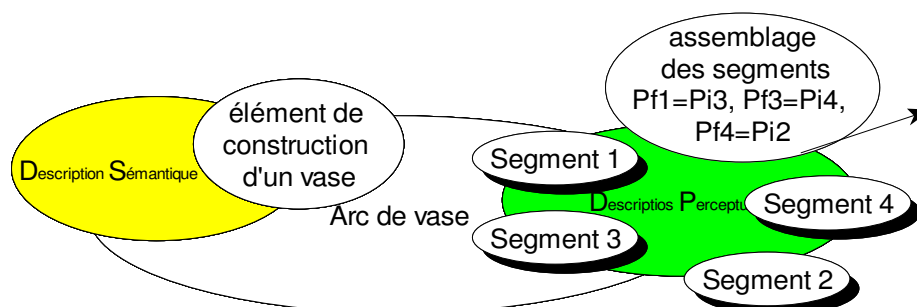 assemblage
des segments
Pf1=Pi3, Pf3=Pi4,
Pf4=Pi2
élément de
construction
d'un vase
Description Sémantique
Segment 1
Descriptios
Segment 4
Arc de vase
Segment 3
Segment 2